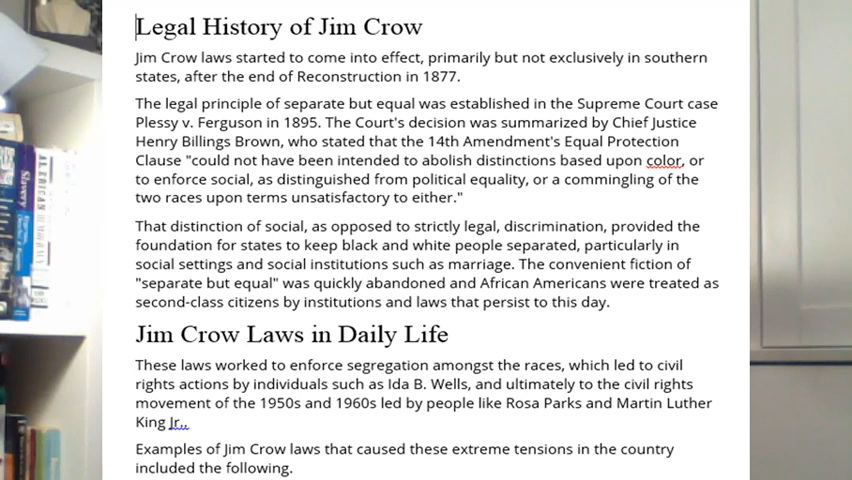 Legal History of Jim Crow
Jim Crow laws started to come into effect, primarily but not exclusively in southern
states, after the end of Reconstruction in 1877.
The legal principle of separate but equal was established in the Supreme Court case
Plessy v. Ferguson in 1895. The Court's decision was summarized by Chief Justice
Henry Billings Brown, who stated that the 14th Amendment's Equal Protection
Clause "could not have been intended to abolish distinctions based upon color, or
to enforce social, as distinguished from political equality, or a commingling of the
two races upon terms unsatisfactory to either."
That distinction of social, as opposed to strictly legal, discrimination, provided the
foundation for states to keep black and white people separated, particularly in
social settings and social institutions such as marriage. The convenient fiction of
"separate but equal" was quickly abandoned and African Americans were treated as
second-class citizens by institutions and laws that persist to this day.
Jim Crow Laws in Daily Life
These laws worked to enforce segregation amongst the races, which led to civil
rights actions by individuals such as Ida B. Wells, and ultimately to the civil rights
movement of the 1950s and 1960s led by people like Rosa Parks and Martin Luther
King Jr..
Examples of Jim Crow laws that caused these extreme tensions in the country
included the following.
Slavery